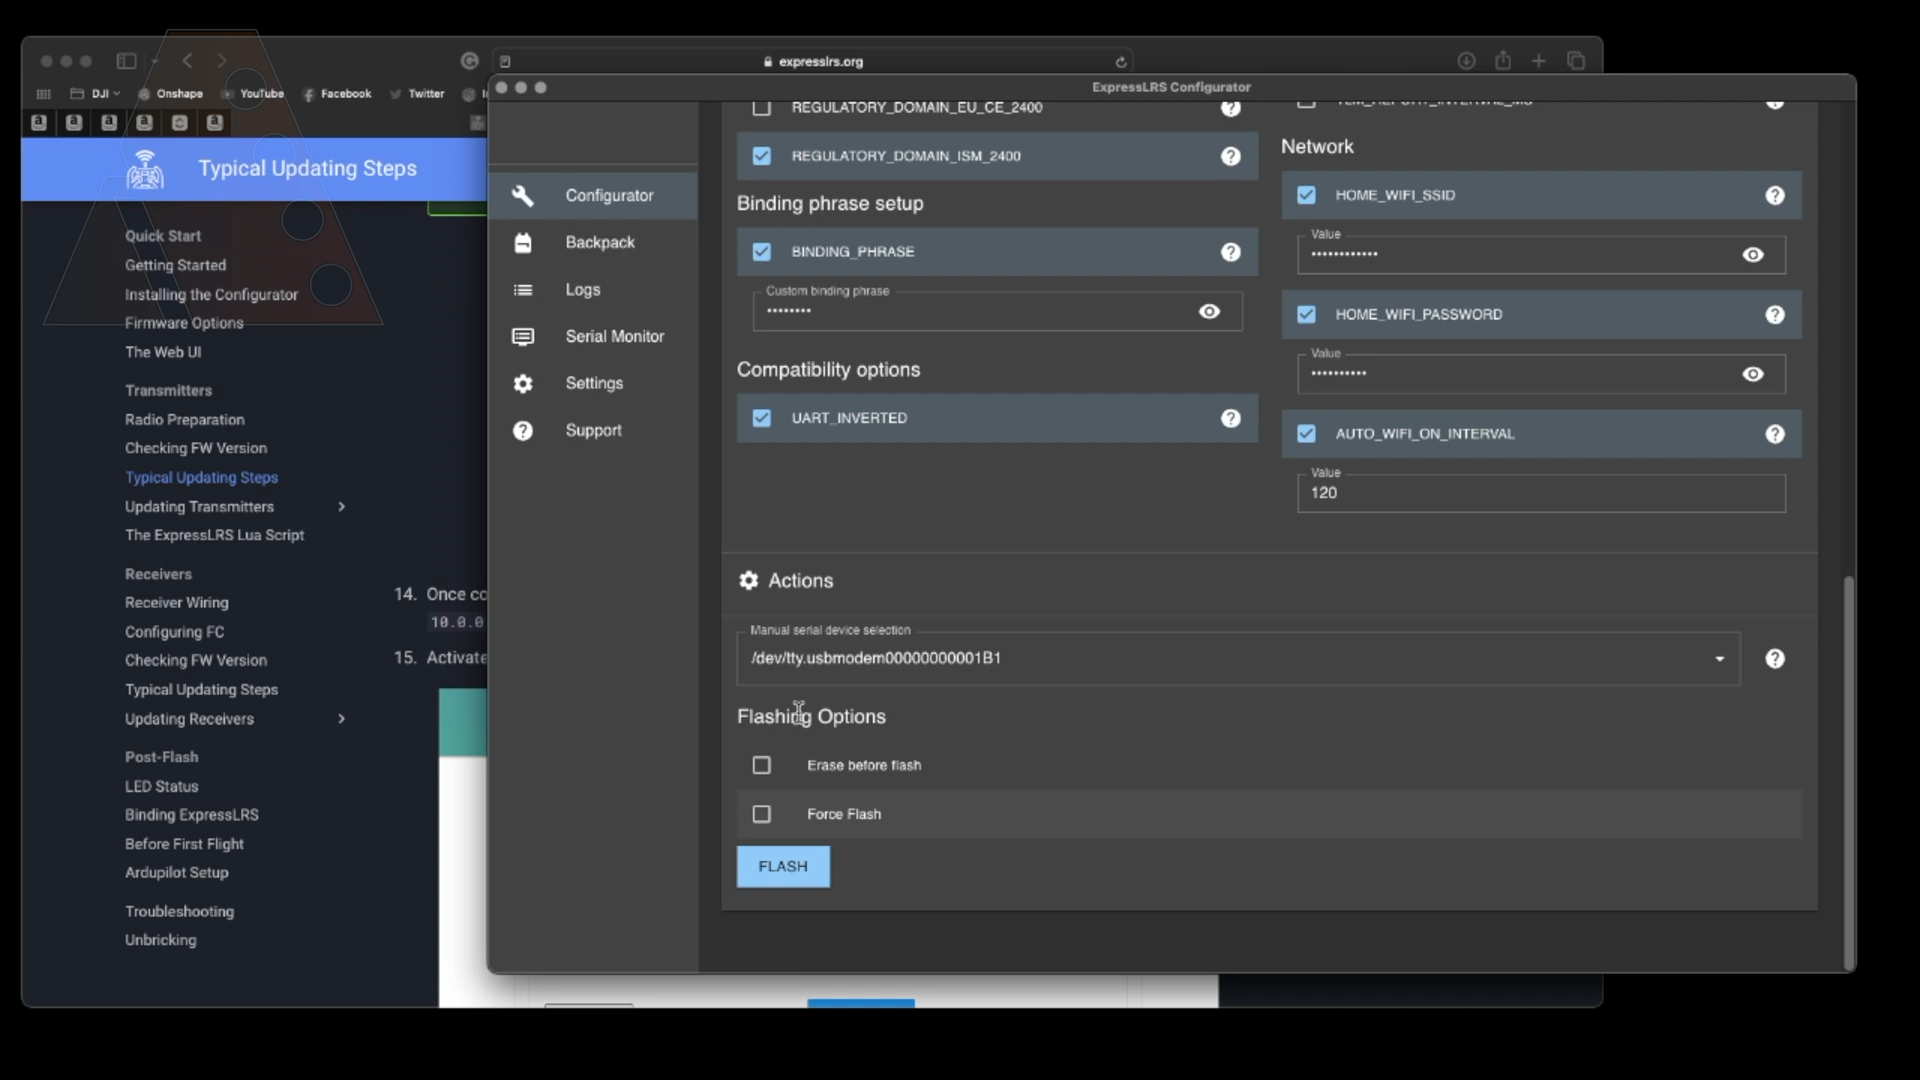 expresslrs.org
DJI
Onshape
YouTube
Facebook
Twitter
Typical Updating Steps
Quick Start
Getting Started
Installing the Configurator
Firmware Options
The Web UI
Transmitters
Radio Preparation
Checking FW Version
Typical Updating Steps
Updating Transmitters
The ExpressLRS Lua Script
Receivers
Receiver Wiring
Configuring FC
Checking FW Version
Typical Updating Steps
Updating Receivers
Post-Flash
LED Status
Binding ExpressLRS
Before First Flight
Ardupilot Setup
Troubleshooting
Unbricking
14. Once co
10.0.0
15. Activate
ExpressLRS Configurator
Configurator
Backpack
Logs
Serial Monitor
Settings
Support
REGULATORY_DOMAIN_EU_CE_2400
REGULATORY_DOMAIN_ISM_2400
Binding phrase setup
BINDING_PHRASE
Custom binding phrase
••••••••
Compatibility options
UART_INVERTED
Network
HOME_WIFI_SSID
Value
••••••••••••
HOME_WIFI_PASSWORD
Value
••••••••••
AUTO_WIFI_ON_INTERVAL
Value
120
Actions
Manual serial device selection
/dev/tty.usbmodem00000000001B1
Flashing Options
Erase before flash
Force Flash
FLASH